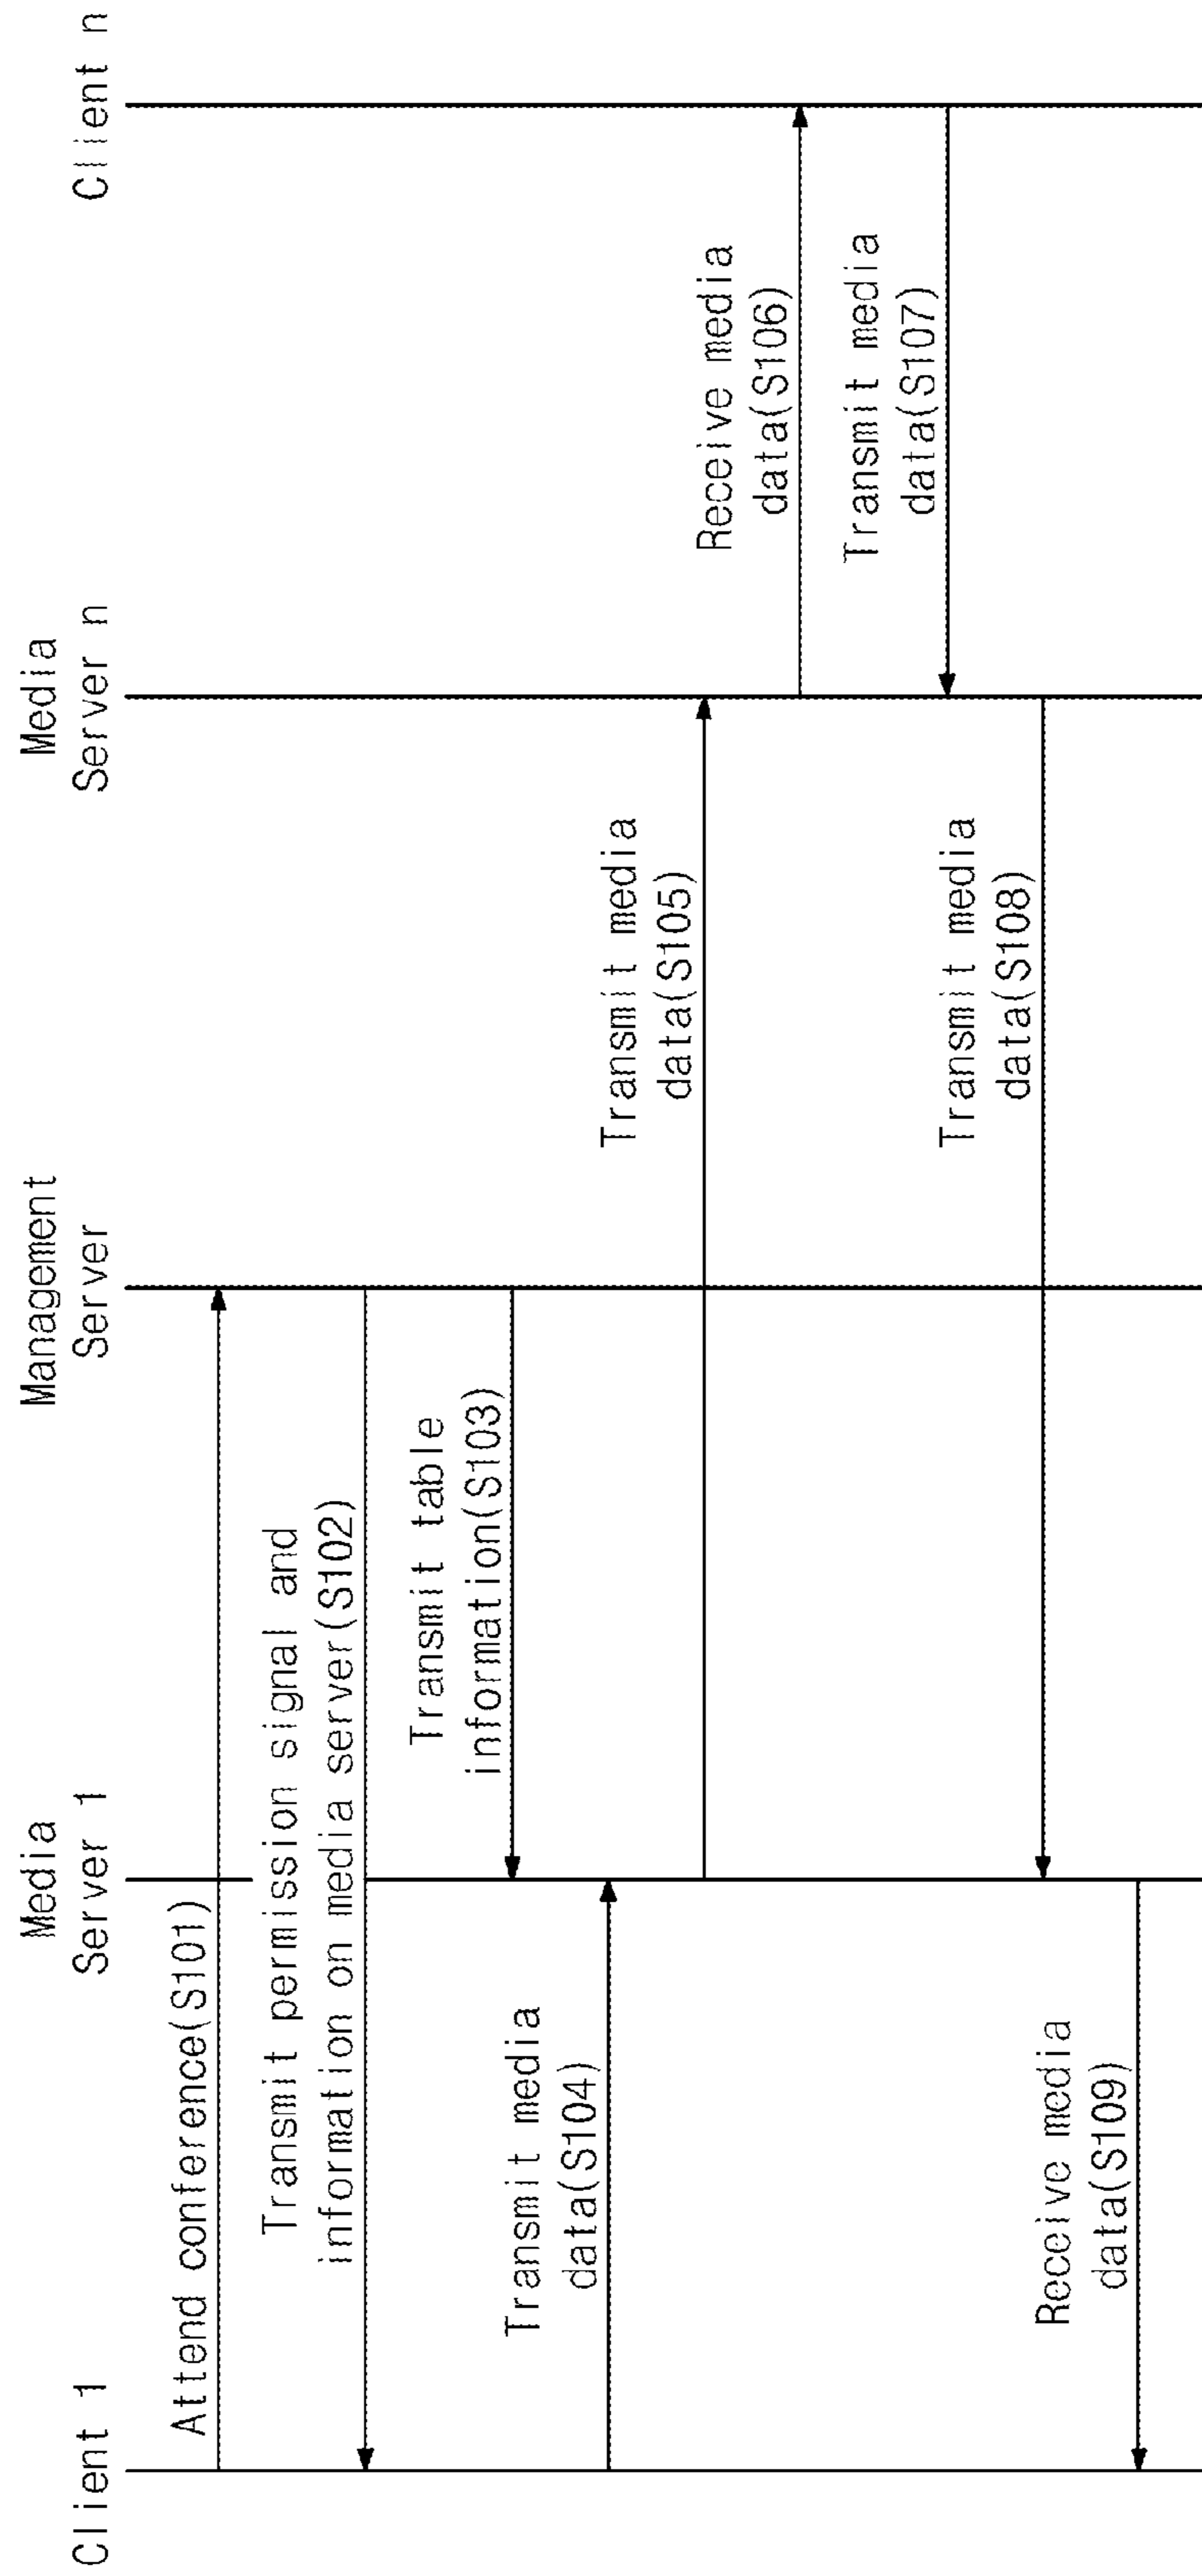 Client 1
Media
Server 1
Management
Server
Media
Server n
Client n
Attend conference(S101)
Transmit permission signal and
information on media server(S102)
Transmit table
information(S103)
Transmit media
data(S104)
Transmit media
data(S105)
Receive media
data(S106)
Transmit media
data(S107)
Transmit media
data(S108)
Receive media
data(S109)